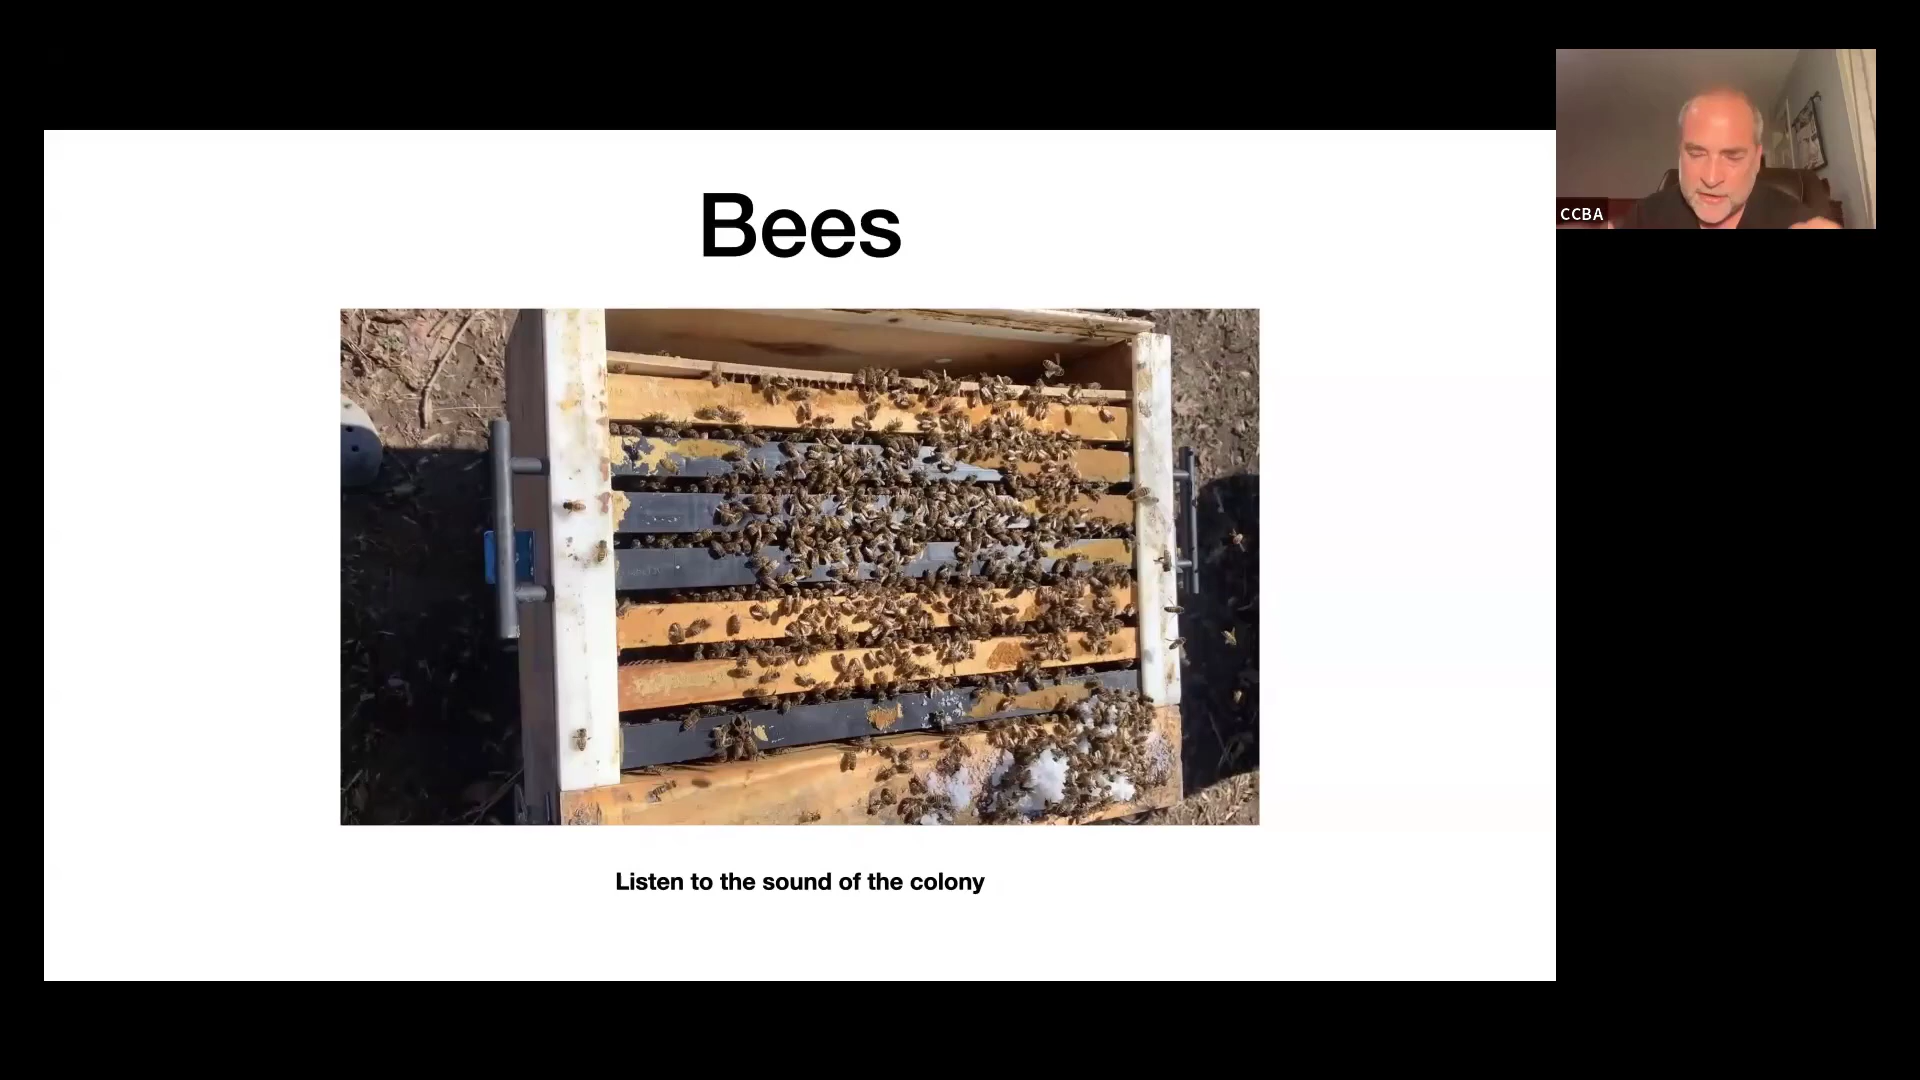 Bees
CCBA
Listen to the sound of the colony